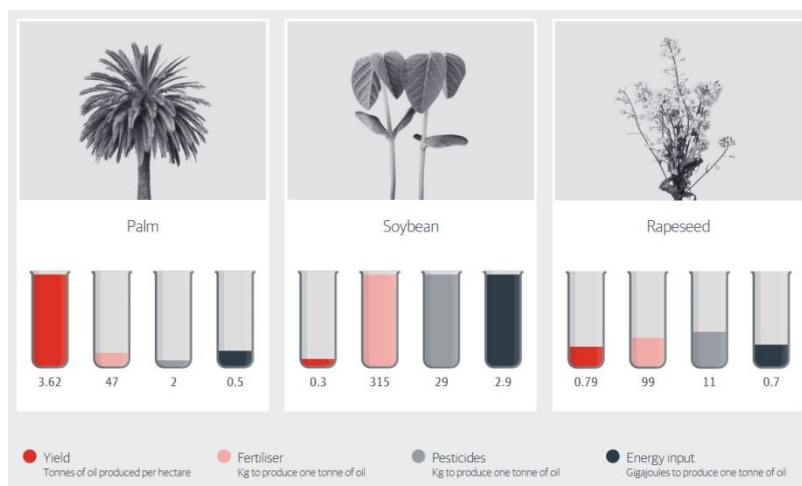 Palm
Soybean
Rapeseed
3.62 47 2 0.5
0.3 315 29 2.9
0.79 99 11 0.7
Yield
Tonnes of oil produced per hectare
Fertiliser
Kg to produce one tonne of oil
Pesticides
Kg to produce one tonne of oil
Energy input
Gigajoules to produce one tonne of oil